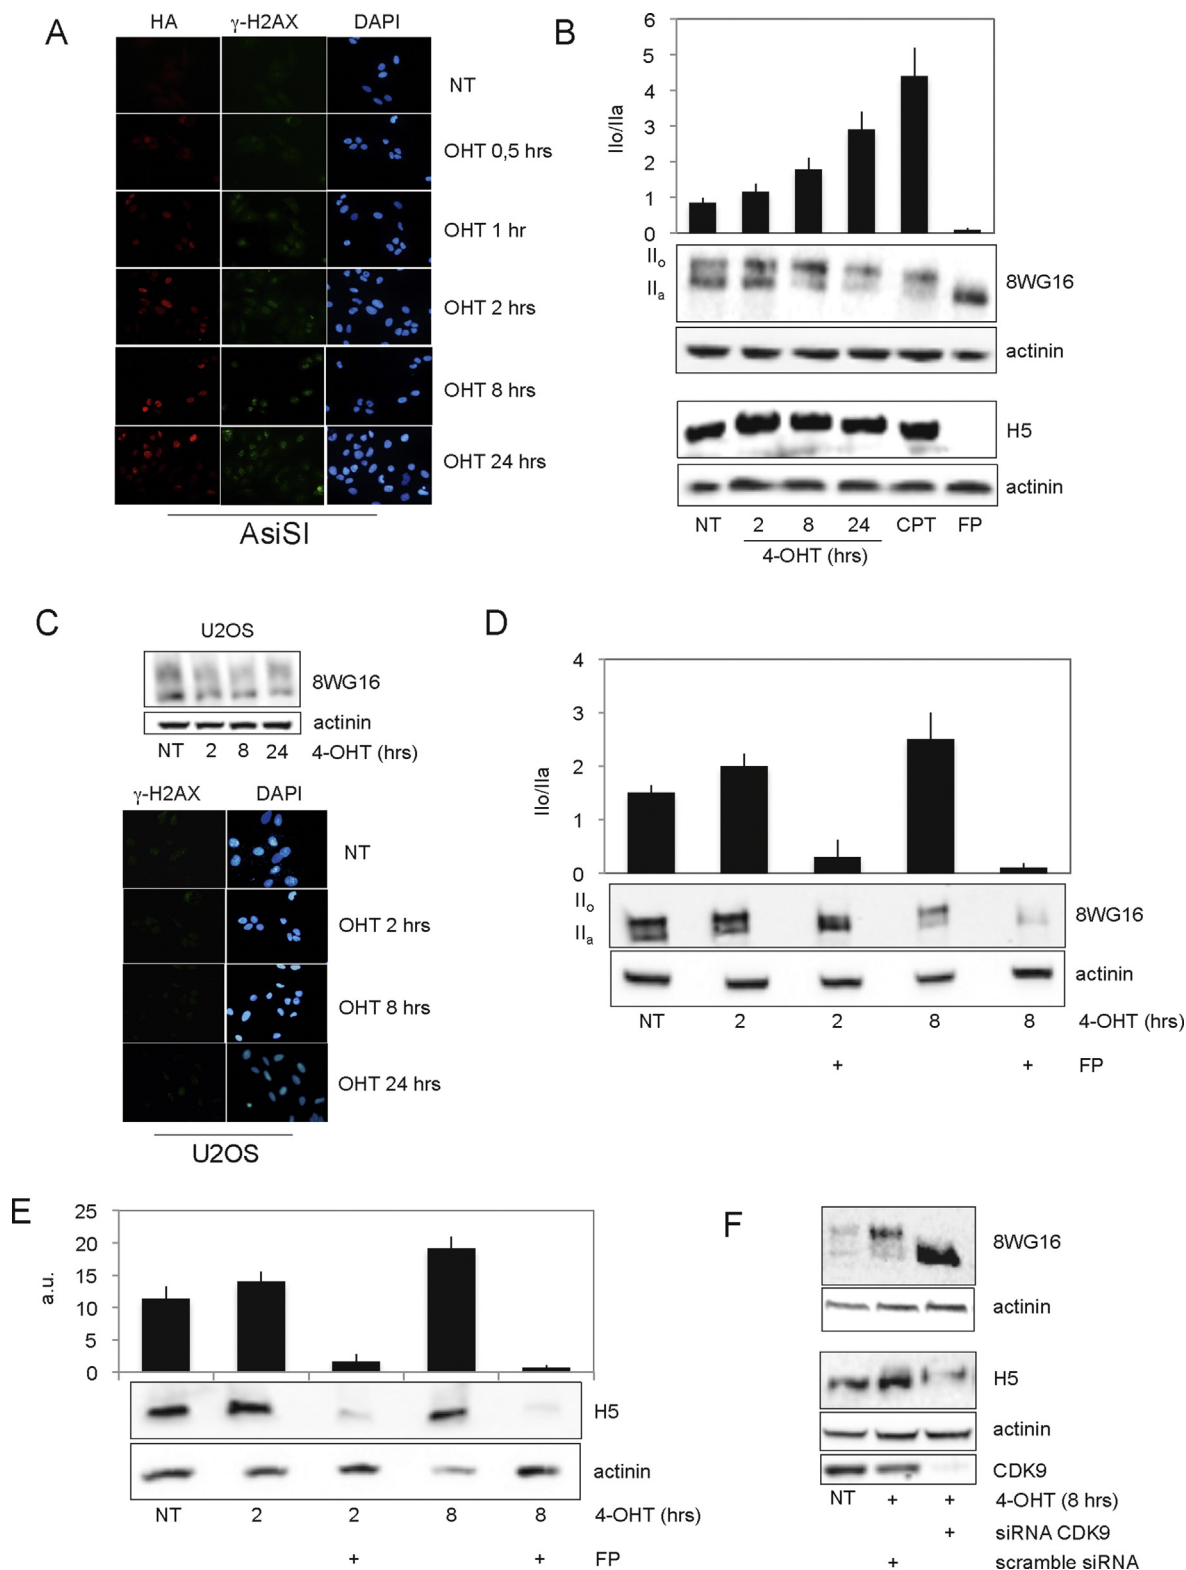 A
HA γ-H2AX DAPI
NT
OHT 0,5 hrs
OHT 1 hr
OHT 2 hrs
OHT 8 hrs
OHT 24 hrs
AsiSI
B
IIo/IIa
6
5
4
3
2
1
0
IIo
IIa
8WG16
actinin
H5
actinin
NT 2 8 24 CPT FP
4-OHT (hrs)
C
U2OS
8WG16
actinin
NT 2 8 24 4-OHT (hrs)
γ-H2AX DAPI
NT
OHT 2 hrs
OHT 8 hrs
OHT 24 hrs
U2OS
D
IIo/IIa
4
3
2
1
0
IIo
IIa
8WG16
actinin
NT 2 2 8 8 4-OHT (hrs)
+ + FP
E
a.u.
25
20
15
10
5
0
H5
actinin
NT 2 2 8 8 4-OHT (hrs)
+ + FP
F
8WG16
actinin
H5
actinin
CDK9
NT + + 4-OHT (8 hrs)
+ siRNA CDK9
+ scramble siRNA